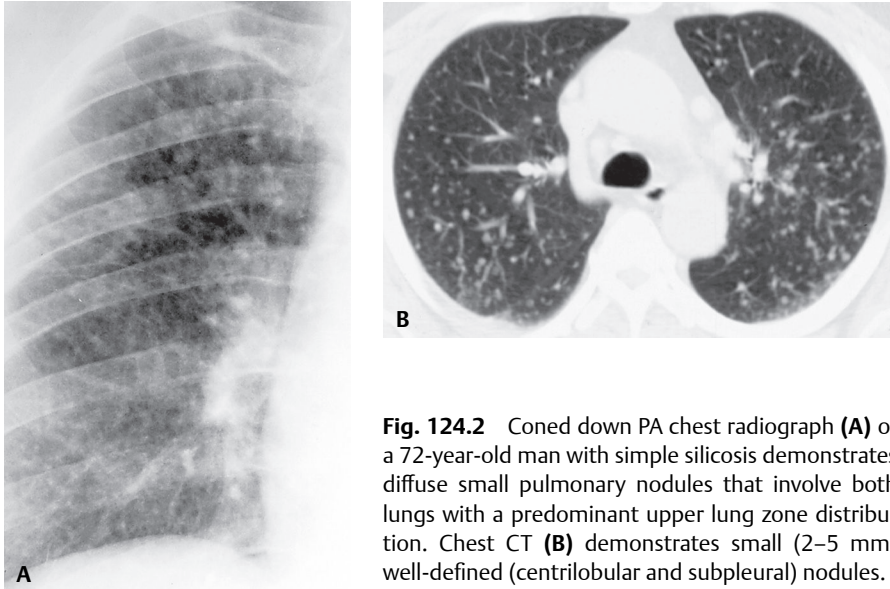 A
B
Fig. 124.2 Coned down PA chest radiograph (A) o
a 72-year-old man with simple silicosis demonstrates
diffuse small pulmonary nodules that involve both
lungs with a predominant upper lung zone distribu
tion. Chest CT (B) demonstrates small (2–5 mm
well-defined (centrilobular and subpleural) nodules.